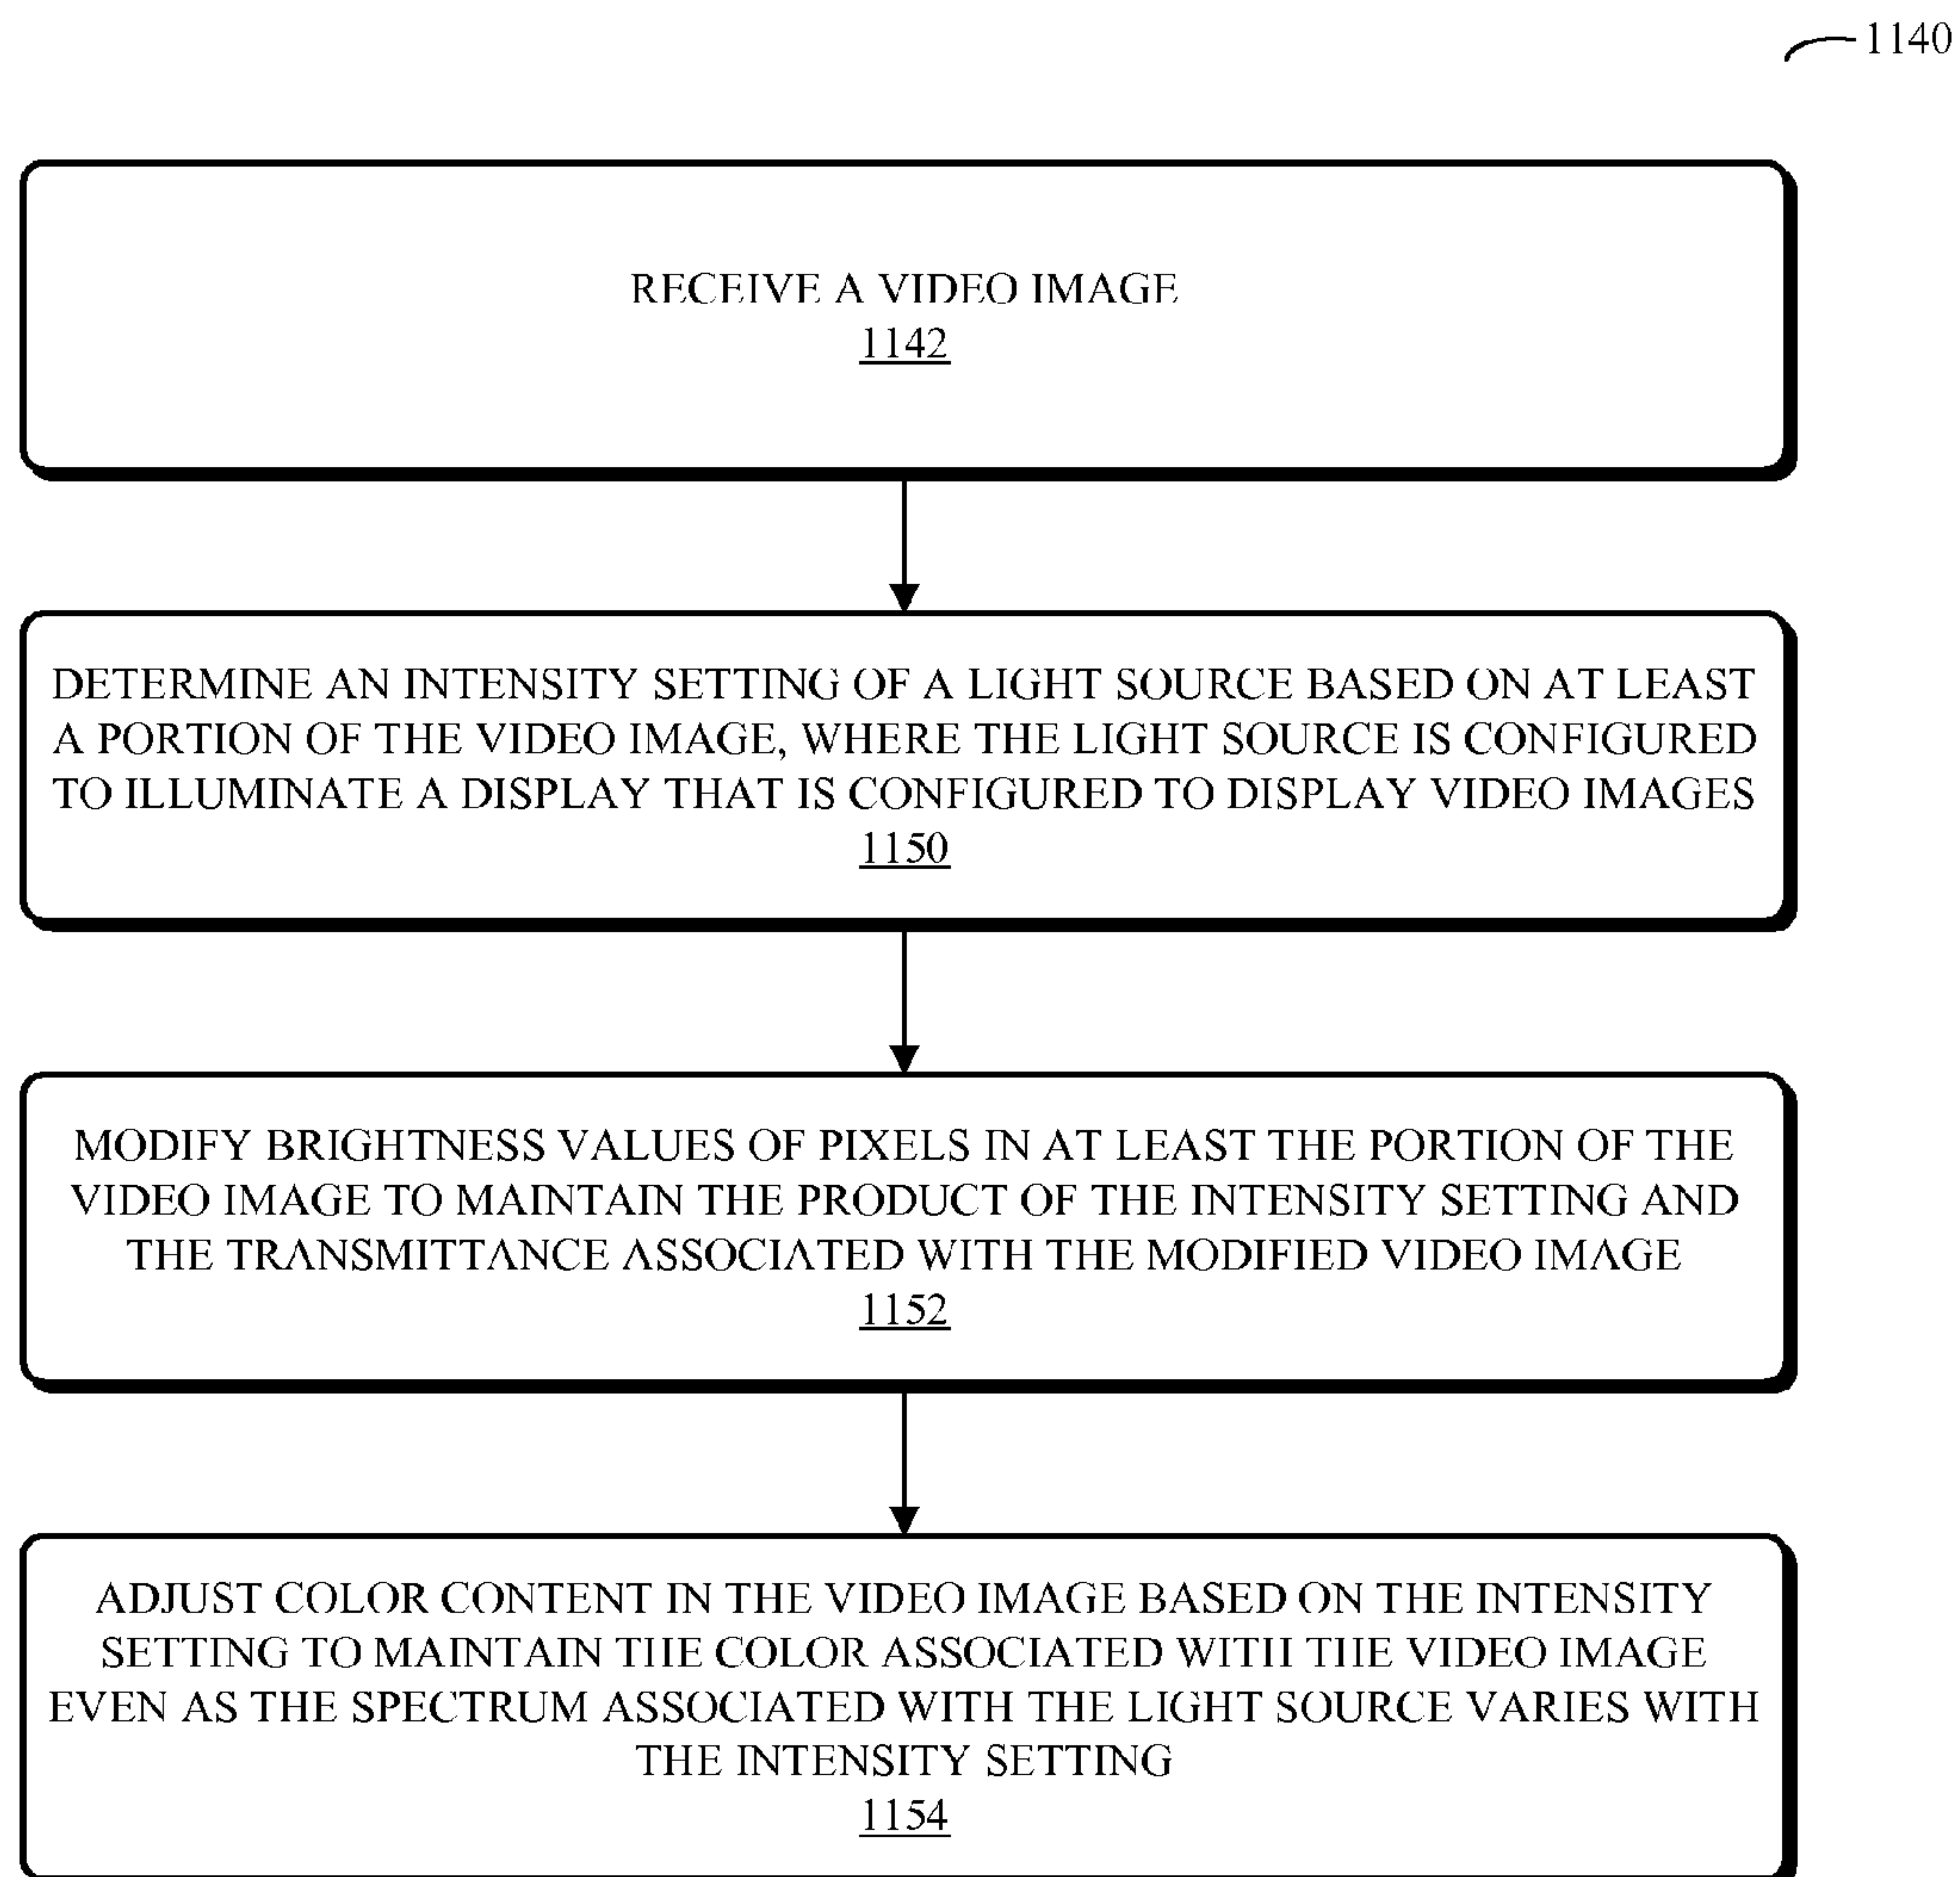 1140
RECEIVE A VIDEO IMAGE
1142
DETERMINE AN INTENSITY SETTING OF A LIGHT SOURCE BASED ON AT LEAST
A PORTION OF THE VIDEO IMAGE, WHERE THE LIGHT SOURCE IS CONFIGURED
TO ILLUMINATE A DISPLAY THAT IS CONFIGURED TO DISPLAY VIDEO IMAGES
1150
MODIFY BRIGHTNESS VALUES OF PIXELS IN AT LEAST THE PORTION OF THE
VIDEO IMAGE TO MAINTAIN THE PRODUCT OF THE INTENSITY SETTING AND
THE TRANSMITTANCE ASSOCIATED WITH THE MODIFIED VIDEO IMAGE
1152
ADJUST COLOR CONTENT IN THE VIDEO IMAGE BASED ON THE INTENSITY
SETTING TO MAINTAIN THE COLOR ASSOCIATED WITH THE VIDEO IMAGE
EVEN AS THE SPECTRUM ASSOCIATED WITH THE LIGHT SOURCE VARIES WITH
THE INTENSITY SETTING
1154